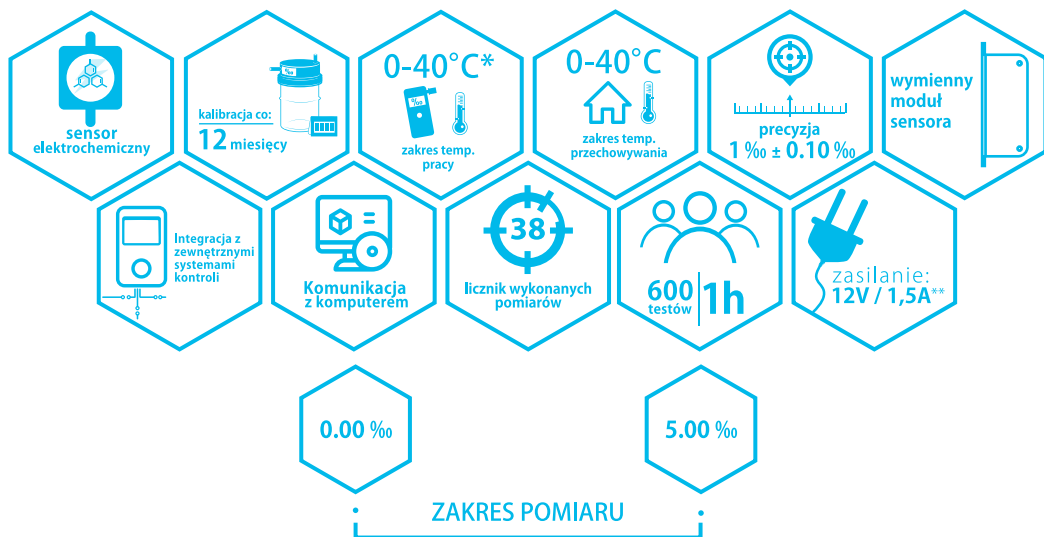 sensor
elektrochemiczny
kalibracja co:
12 miesięcy
0-40°C*
%00
zakres temp.
pracy
0-40°C
zakres temp.
przechowywania
precyzja
1 ‰ ± 0.10 ‰
wymienny
moduł
sensora
Integracja z
zewnętrznymi
systemami
kontroli
Komunikacja
z komputerem
38
licznik wykonanych
pomiarów
600
testów
1h
zasilanie:
12V / 1,5A**
0.00 ‰
5.00 ‰
ZAKRES POMIARU